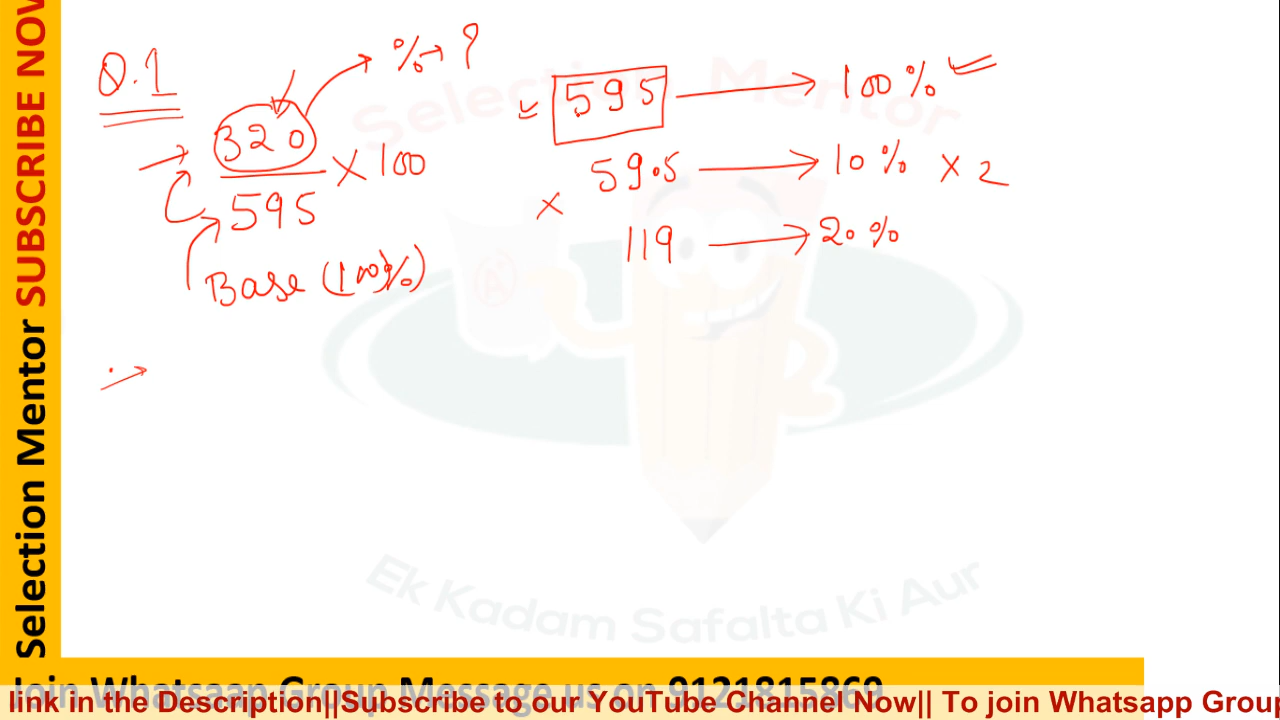 Selection Mentor SUBSCRIBE NOW
Q.1
320
595
× 100
% → ?
Base (100%)
595 → 100 %
59.5 → 10 % × 2
×
119 → 20 %
Selection Mentor
Ek Kadam Safalta Ki Aur
Join Whatsaap Group Message us on 9121815869
link in the Description||Subscribe to our YouTube Channel Now|| To join Whatsapp Group